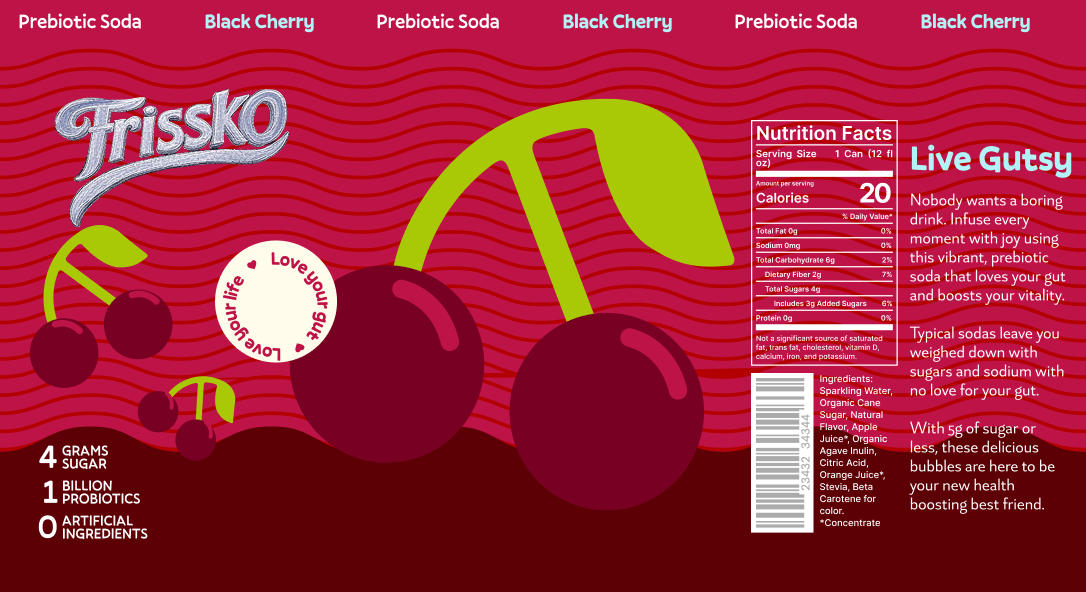 Prebiotic Soda Black Cherry Prebiotic Soda Black Cherry Prebiotic Soda Black Cherry
Frissko
Love your gut
Love your life
4 GRAMS
SUGAR
1 BILLION
PROBIOTICS
0 ARTIFICIAL
INGREDIENTS
Nutrition Facts
Serving Size 1 Can (12 fl
oz)
Amount per serving
Calories 20
% Daily Value*
Total Fat 0g 0%
Sodium 0mg 0%
Total Carbohydrate 6g 2%
Dietary Fiber 2g 7%
Total Sugars 4g
Includes 3g Added Sugars 6%
Protein 0g 0%
Not a significant source of saturated
fat, trans fat, cholesterol, vitamin D,
calcium, iron, and potassium.
23432 34344
Ingredients:
Sparkling Water,
Organic Cane
Sugar, Natural
Flavor, Apple
Juice*, Organic
Agave Inulin,
Citric Acid,
Orange Juice*,
Stevia, Beta
Carotene for
color.
*Concentrate
Live Gutsy
Nobody wants a boring
drink. Infuse every
moment with joy using
this vibrant, prebiotic
soda that loves your gut
and boosts your vitality.
Typical sodas leave you
weighed down with
sugars and sodium with
no love for your gut.
With 5g of sugar or
less, these delicious
bubbles are here to be
your new health
boosting best friend.